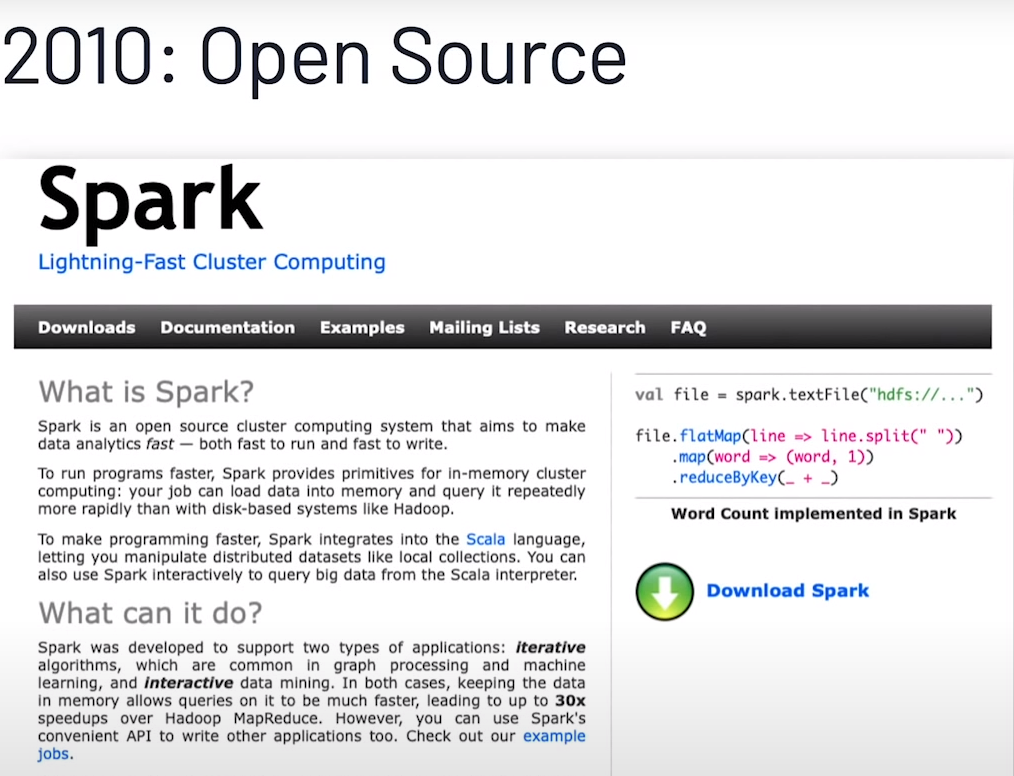 2010: Open Source
Spark
Lightning-Fast Cluster Computing
Downloads Documentation Examples Mailing Lists Research FAQ
What is Spark?
Spark is an open source cluster computing system that aims to make
data analytics fast — both fast to run and fast to write.
To run programs faster, Spark provides primitives for in-memory cluster
computing: your job can load data into memory and query it repeatedly
more rapidly than with disk-based systems like Hadoop.
To make programming faster, Spark integrates into the Scala language,
letting you manipulate distributed datasets like local collections. You can
also use Spark interactively to query big data from the Scala interpreter.
What can it do?
Spark was developed to support two types of applications: iterative
algorithms, which are common in graph processing and machine
learning, and interactive data mining. In both cases, keeping the data
in memory allows queries on it to be much faster, leading to up to 30x
speedups over Hadoop MapReduce. However, you can use Spark's
convenient API to write other applications too. Check out our example
jobs.
val file = spark.textFile("hdfs://...")
file.flatMap(line => line.split(" "))
.map(word => (word, 1))
.reduceByKey(_ + _)
Word Count implemented in Spark
Download Spark